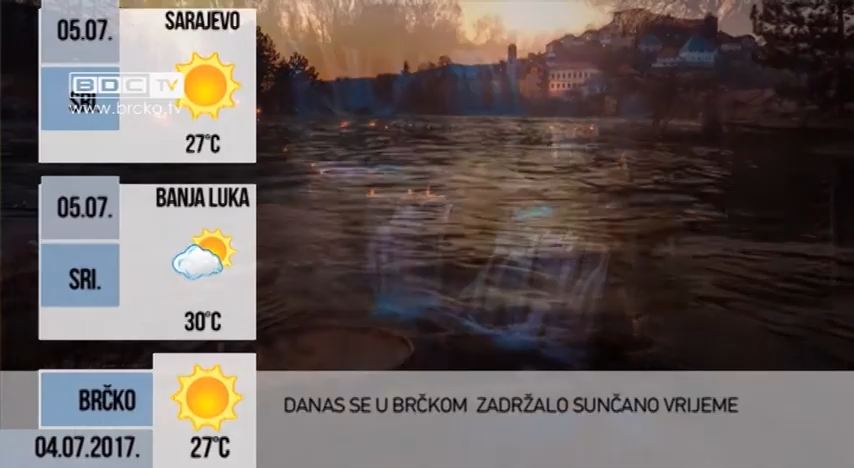 05.07.
SARAJEVO
BDC TV
SRI.
www.brcko.tv
27°C
05.07.
BANJA LUKA
SRI.
30°C
BRČKO
DANAS SE U BRČKOM ZADRŽALO SUNČANO VRIJEME
04.07.2017.
27°C